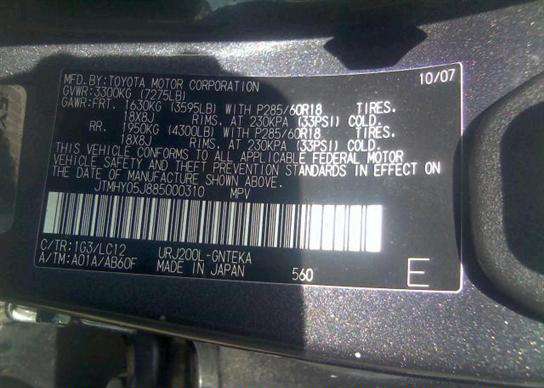 MFD.BY:TOYOTA MOTOR CORPORATION 10/07
GVWR:3300KG(7275LB)
GAWR:FRT. 1630KG(3595LB) WITH P285/60R18 TIRES.
18X8J RIMS. AT 230KPA (33PSI) COLD.
RR. 1950KG(4300LB) WITH P285/60R18 TIRES.
18X8J RIMS. AT 230KPA (33PSI) COLD.
THIS VEHICLE CONFORMS TO ALL APPLICABLE FEDERAL MOTOR
VEHICLE SAFETY AND THEFT PREVENTION STANDARDS IN EFFECT ON
THE DATE OF MANUFACTURE SHOWN ABOVE.
JTMHY05J885000310 MPV
C/TR:1G3/LC12 URJ200L-GNTEKA
A/TM:A01A/AB60F MADE IN JAPAN 560 E